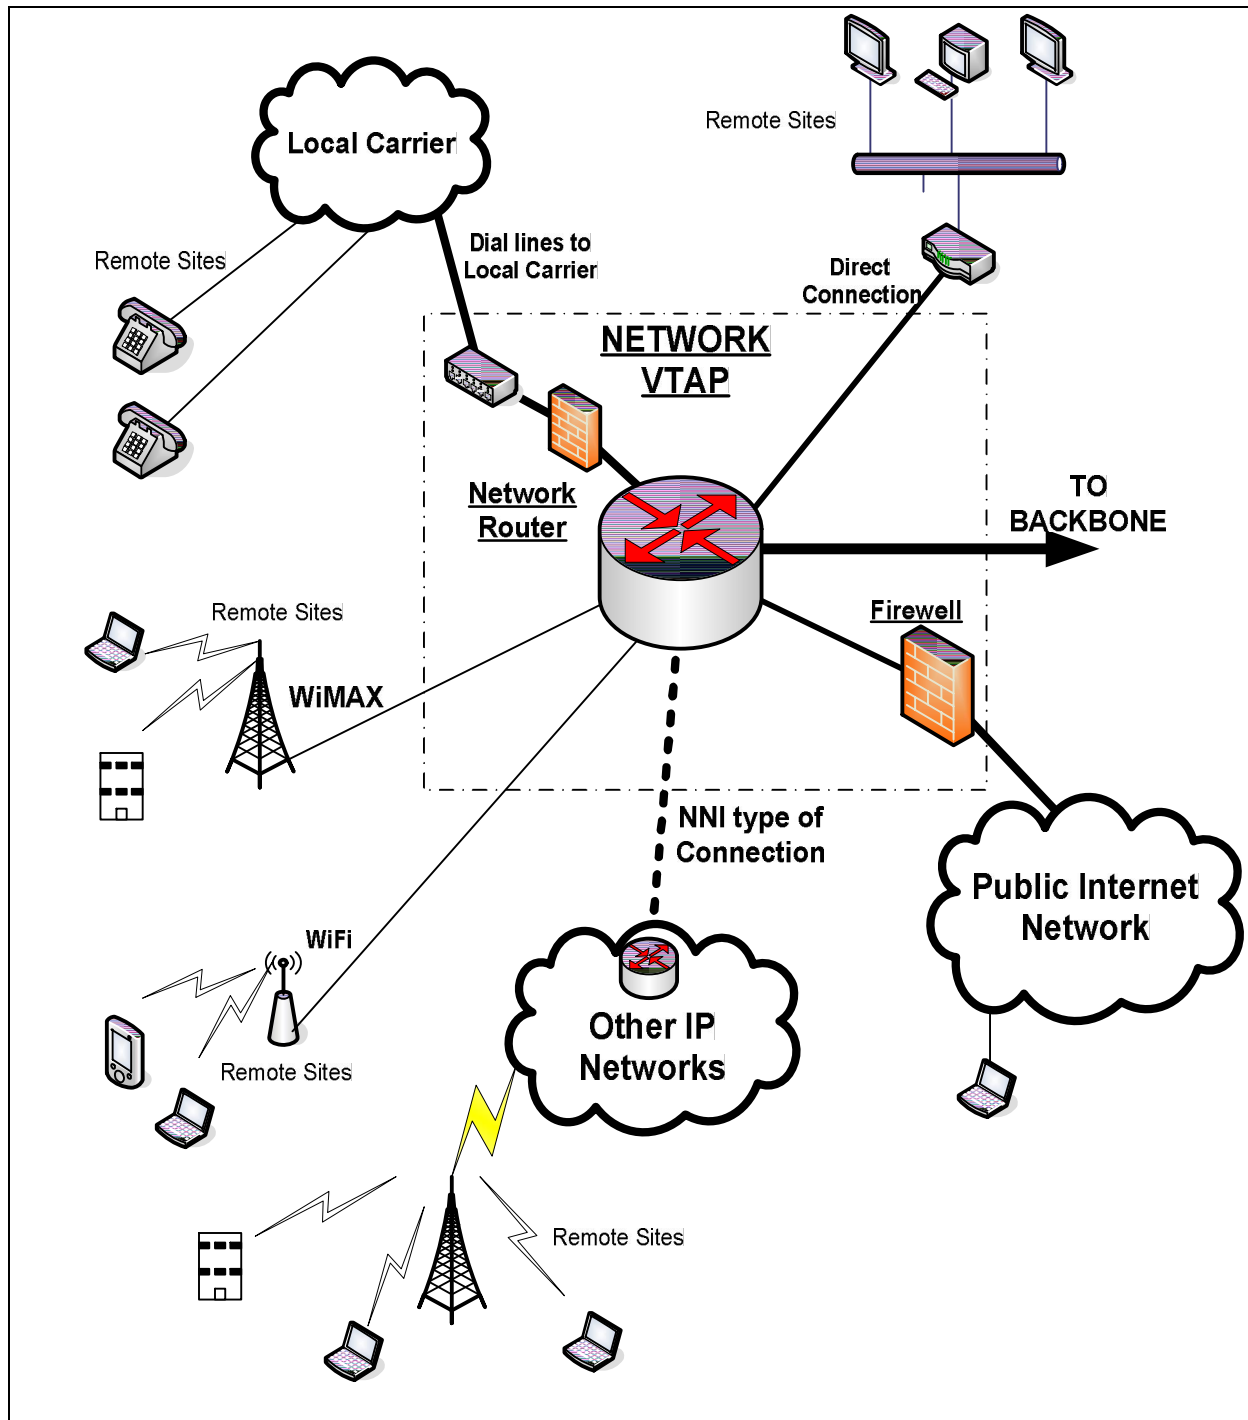 Local Carrier
Remote Sites
Remote Sites
Dial lines to
Local Carrier
Direct
Connection
NETWORK
VTAP
Network
Router
TO
BACKBONE
Remote Sites
WiMAX
Firewell
NNI type of
Connection
Public Internet
Network
WiFi
Other IP
Networks
Remote Sites
Remote Sites